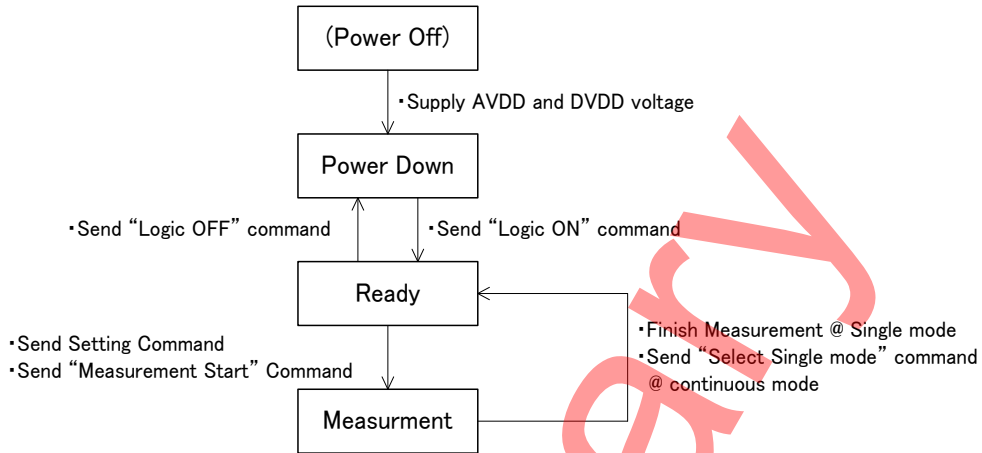 (Power Off)
・Supply AVDD and DVDD voltage
Power Down
・Send “Logic OFF” command
・Send “Logic ON” command
Ready
・Send Setting Command
・Send “Measurement Start” Command
・Finish Measurement @ Single mode
・Send “Select Single mode” command
@ continuous mode
Measurment
ary